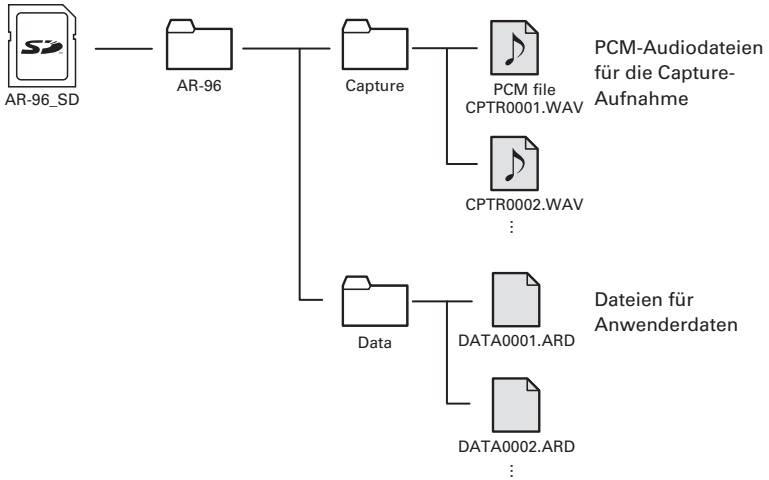 SD
AR-96_SD
AR-96
Capture
PCM file
CPTR0001.WAV
PCM-Audiodateien
für die Capture-
Aufnahme
CPTR0002.WAV
⋮
Data
DATA0001.ARD
Dateien für
Anwenderdaten
DATA0002.ARD
⋮